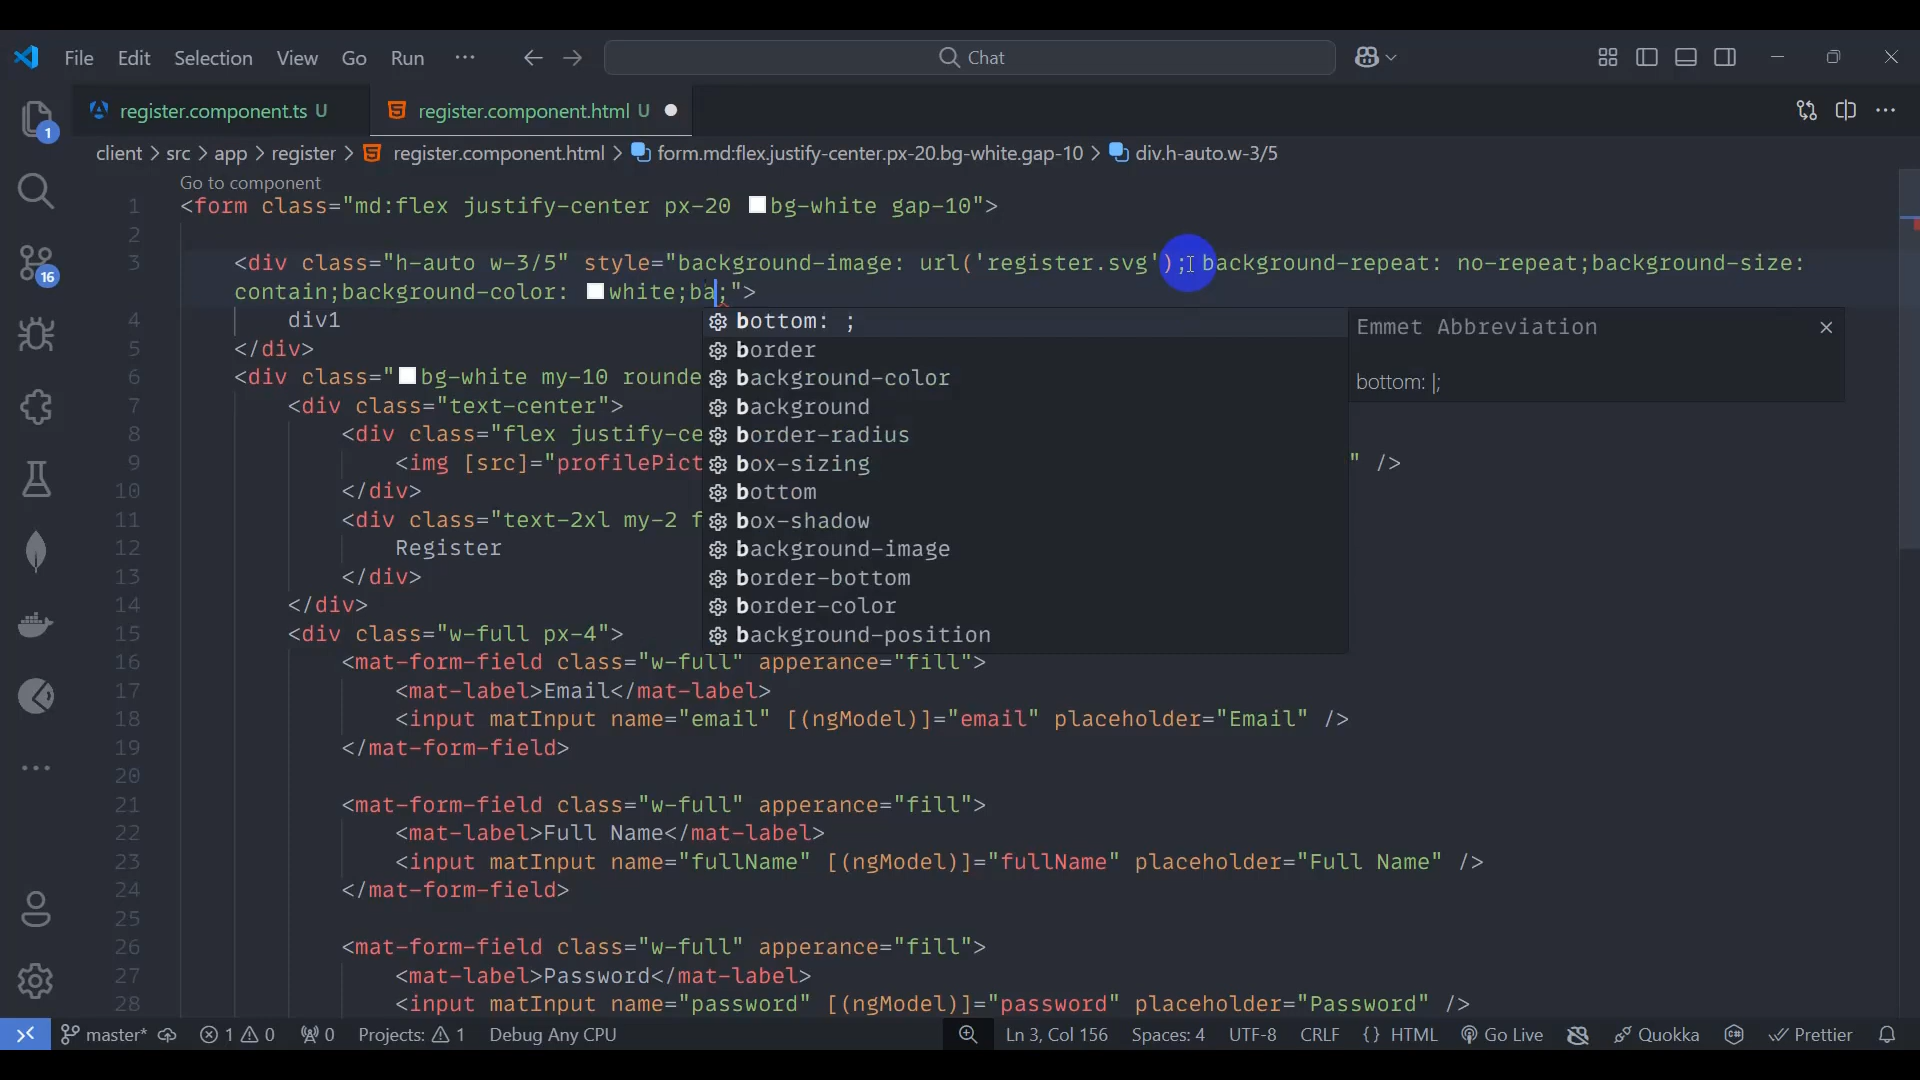 File Edit Selection View Go Run ··· Chat
1
register.component.ts U register.component.html U
client > src > app > register > register.component.html > form.md:flex.justify-center.px-20.bg-white.gap-10 > div.h-auto.w-3/5
Go to component
1 <form class="md:flex justify-center px-20 bg-white gap-10">
2
3 <div class="h-auto w-3/5" style="background-image: url('register.svg'); background-repeat: no-repeat;background-size:
16
contain;background-color: white;ba;">
4 div1
5 </div>
6 <div class="bg-white my-10 rounde
7 <div class="text-center">
8 <div class="flex justify-ce
9 <img [src]="profilePict " />
10 </div>
11 <div class="text-2xl my-2 f
12 Register
13 </div>
14 </div>
15 <div class="w-full px-4">
16 <mat-form-field class="w-full" apperance="fill">
17 <mat-label>Email</mat-label>
18 <input matInput name="email" [(ngModel)]="email" placeholder="Email" />
19 </mat-form-field>
20
21 <mat-form-field class="w-full" apperance="fill">
22 <mat-label>Full Name</mat-label>
23 <input matInput name="fullName" [(ngModel)]="fullName" placeholder="Full Name" />
24 </mat-form-field>
25
26 <mat-form-field class="w-full" apperance="fill">
27 <mat-label>Password</mat-label>
28 <input matInput name="password" [(ngModel)]="password" placeholder="Password" />
bottom: ;
border
background-color
background
border-radius
box-sizing
bottom
box-shadow
background-image
border-bottom
border-color
background-position
Emmet Abbreviation
bottom: |;
master* 1 0 0 Projects: 1 Debug Any CPU Ln 3, Col 156 Spaces: 4 UTF-8 CRLF {} HTML Go Live Quokka Prettier